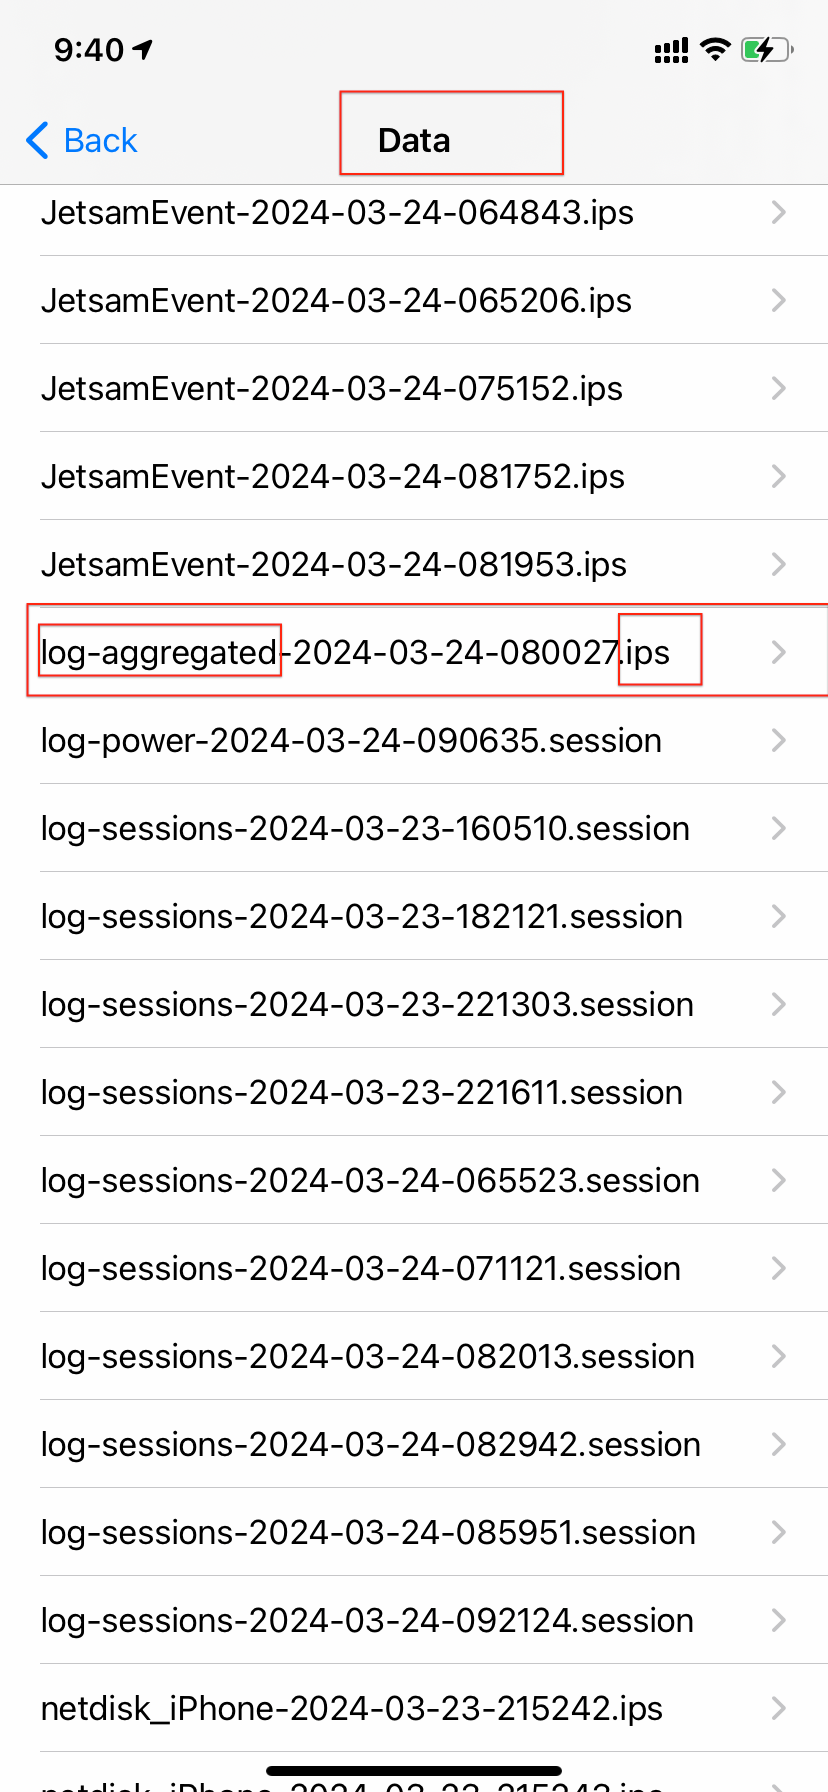 9:40
Back
Data
JetsamEvent-2024-03-24-064843.ips
JetsamEvent-2024-03-24-065206.ips
JetsamEvent-2024-03-24-075152.ips
JetsamEvent-2024-03-24-081752.ips
JetsamEvent-2024-03-24-081953.ips
log-aggregated-2024-03-24-080027.ips
log-power-2024-03-24-090635.session
log-sessions-2024-03-23-160510.session
log-sessions-2024-03-23-182121.session
log-sessions-2024-03-23-221303.session
log-sessions-2024-03-23-221611.session
log-sessions-2024-03-24-065523.session
log-sessions-2024-03-24-071121.session
log-sessions-2024-03-24-082013.session
log-sessions-2024-03-24-082942.session
log-sessions-2024-03-24-085951.session
log-sessions-2024-03-24-092124.session
netdisk_iPhone-2024-03-23-215242.ips